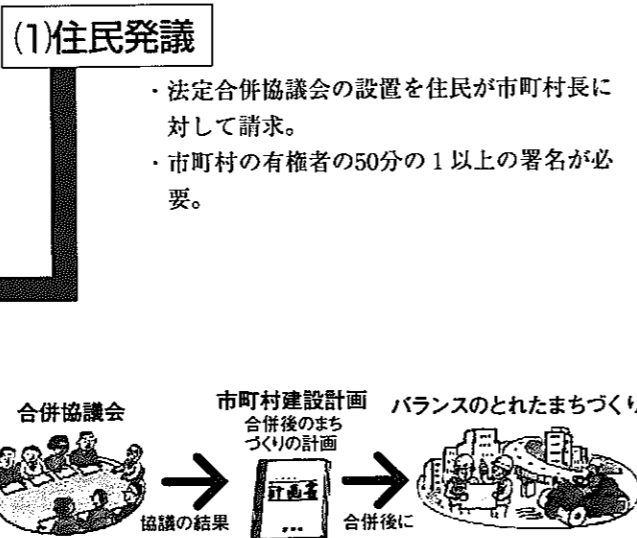 (1)住民発議
・法定合併協議会の設置を住民が市町村長に
対して請求。
・市町村の有権者の50分の1以上の署名が必
要。
合併協議会
市町村建設計画
合併後のまち
づくりの計画
バランスのとれたまちづくり
協議の結果
計画書
合併後に